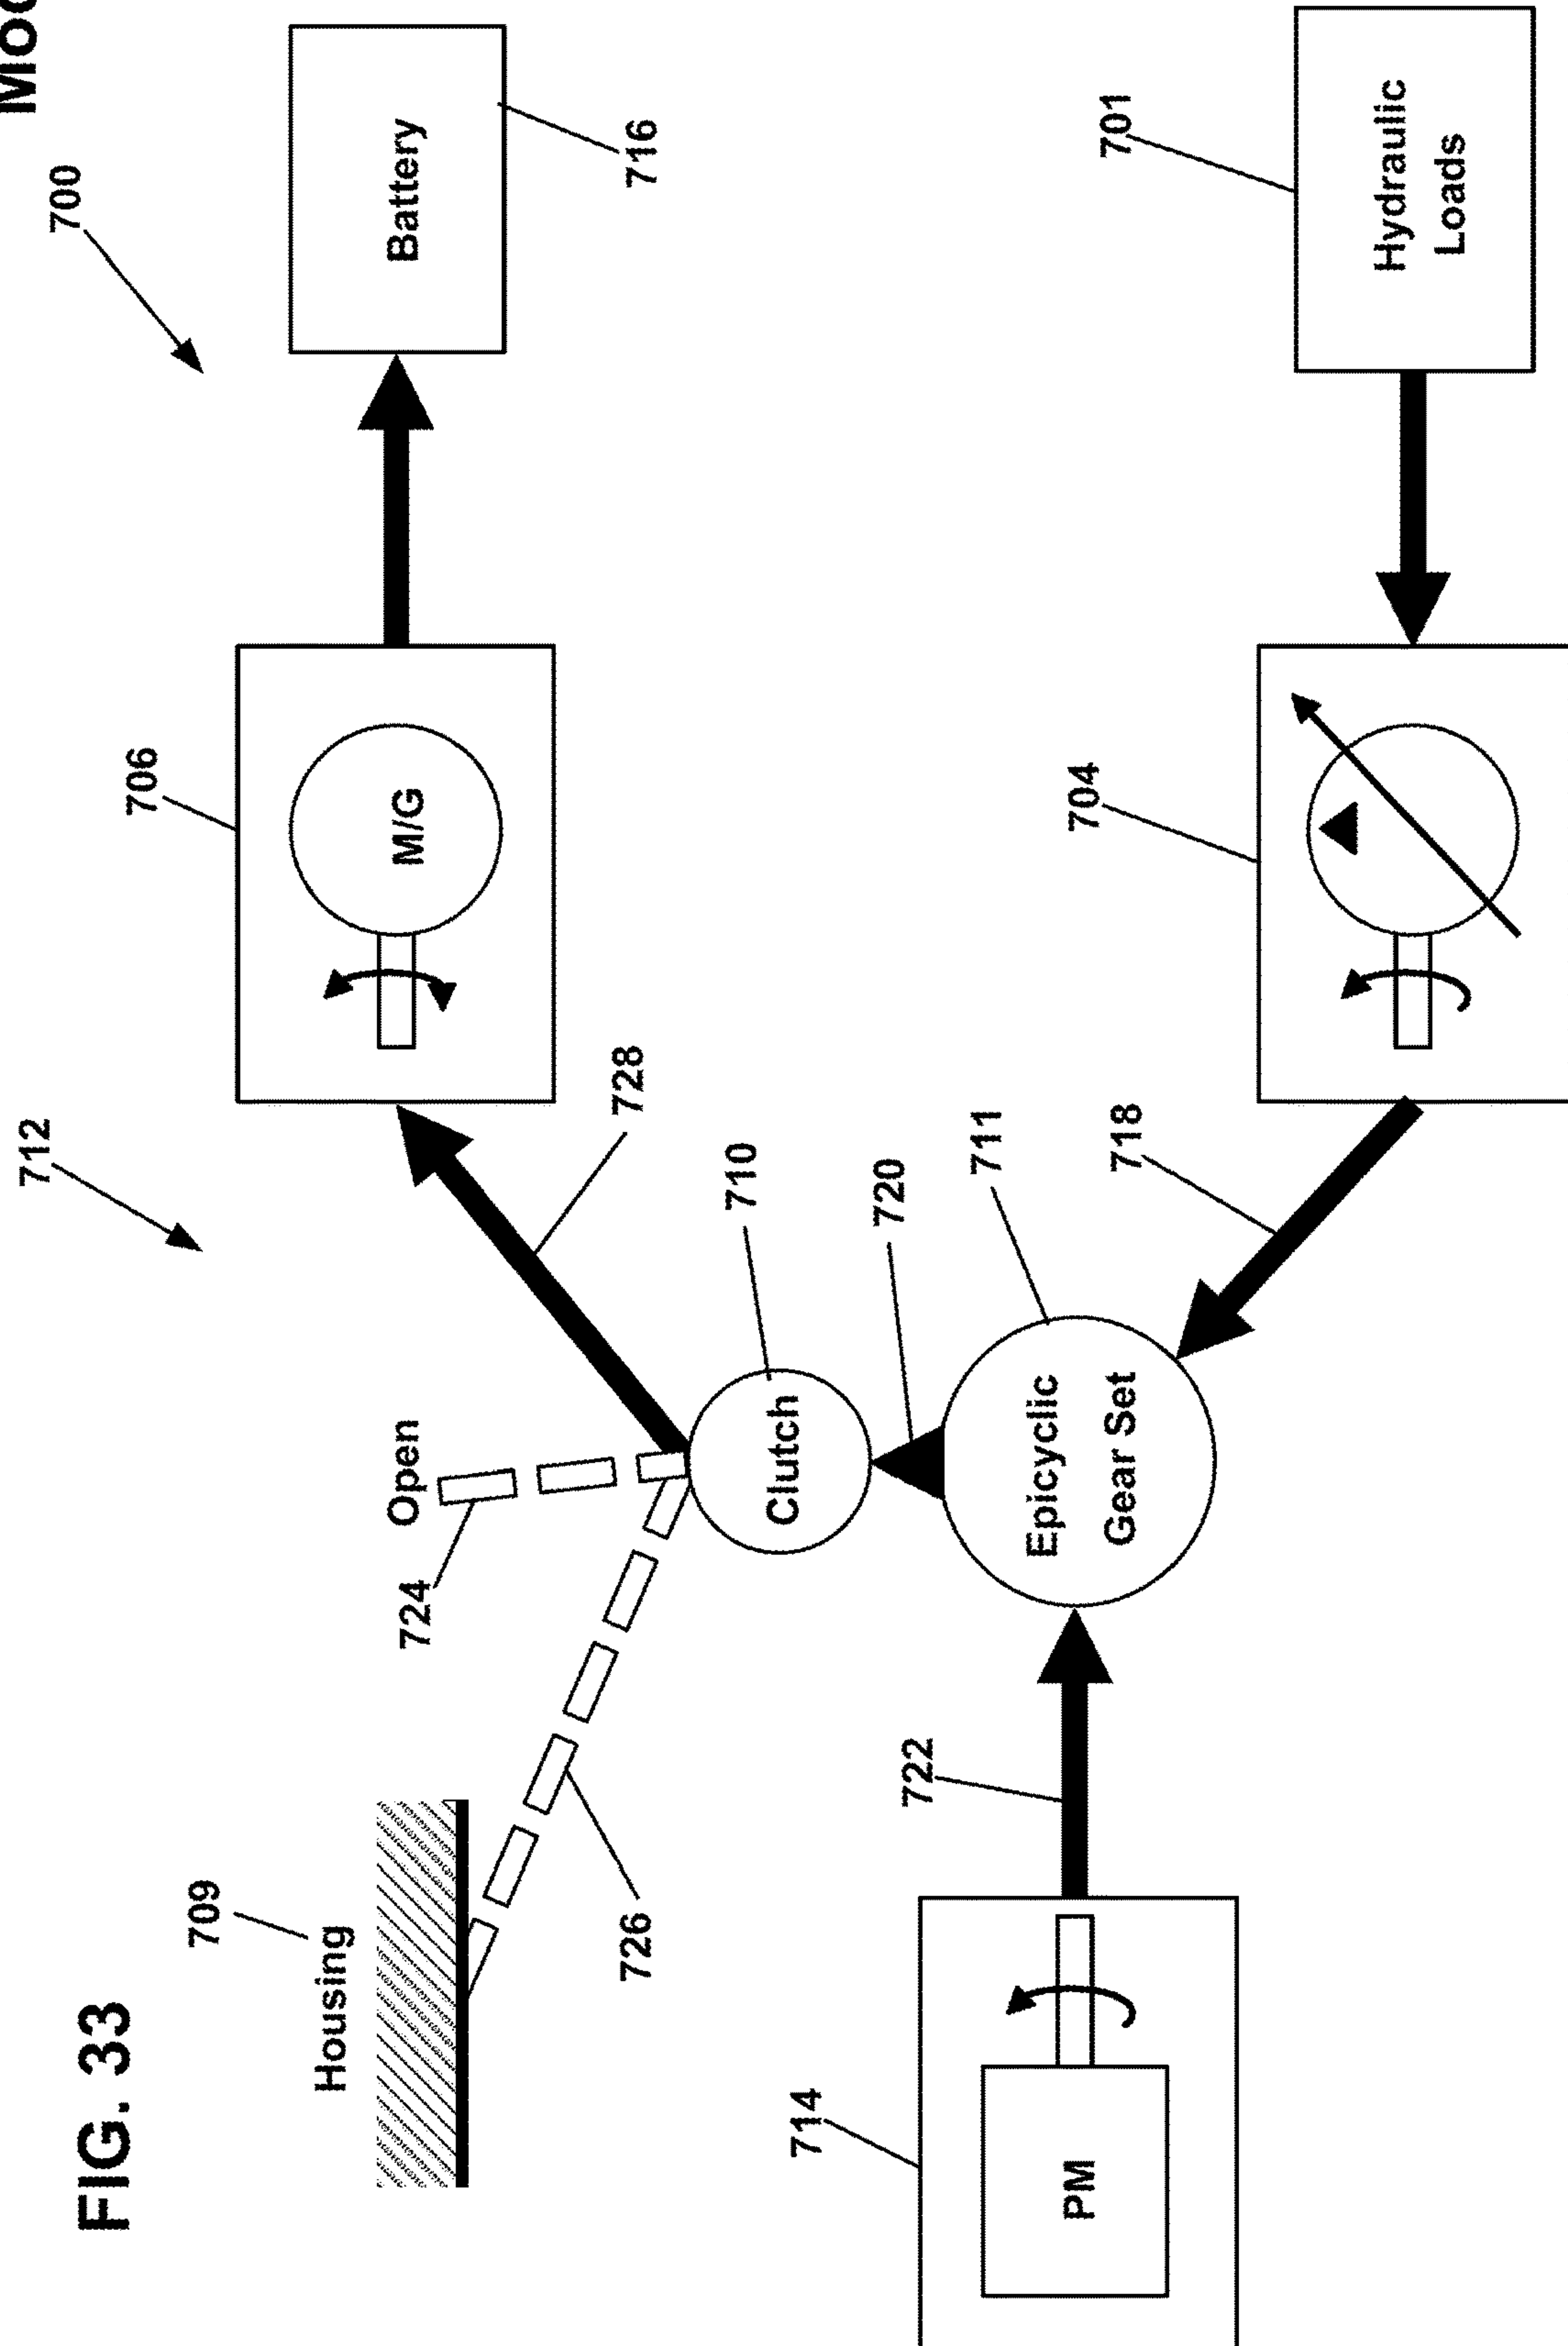 FIG. 33
Moc
700
712
709
Housing
Open
724
726
728
706
M/G
Battery
716
710
Clutch
720
711
Epicyclic
Gear Set
718
722
714
PM
704
701
Hydraulic
Loads